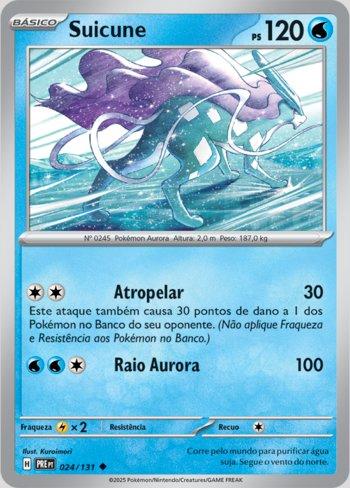 BÁSICO
Suicune
PS 120
Nº 0245 Pokémon Aurora Altura: 2,0 m Peso: 187,0 kg
Atropelar 30
Este ataque também causa 30 pontos de dano a 1 dos
Pokémon no Banco do seu oponente. (Não aplique Fraqueza
e Resistência aos Pokémon no Banco.)
Raio Aurora 100
Fraqueza ×2 Resistência Recuo
Ilust. Kuroimori
H PRE PT 024/131
Corre pelo mundo para purificar água
suja. Segue o vento do norte.
©2025 Pokémon/Nintendo/Creatures/GAME FREAK